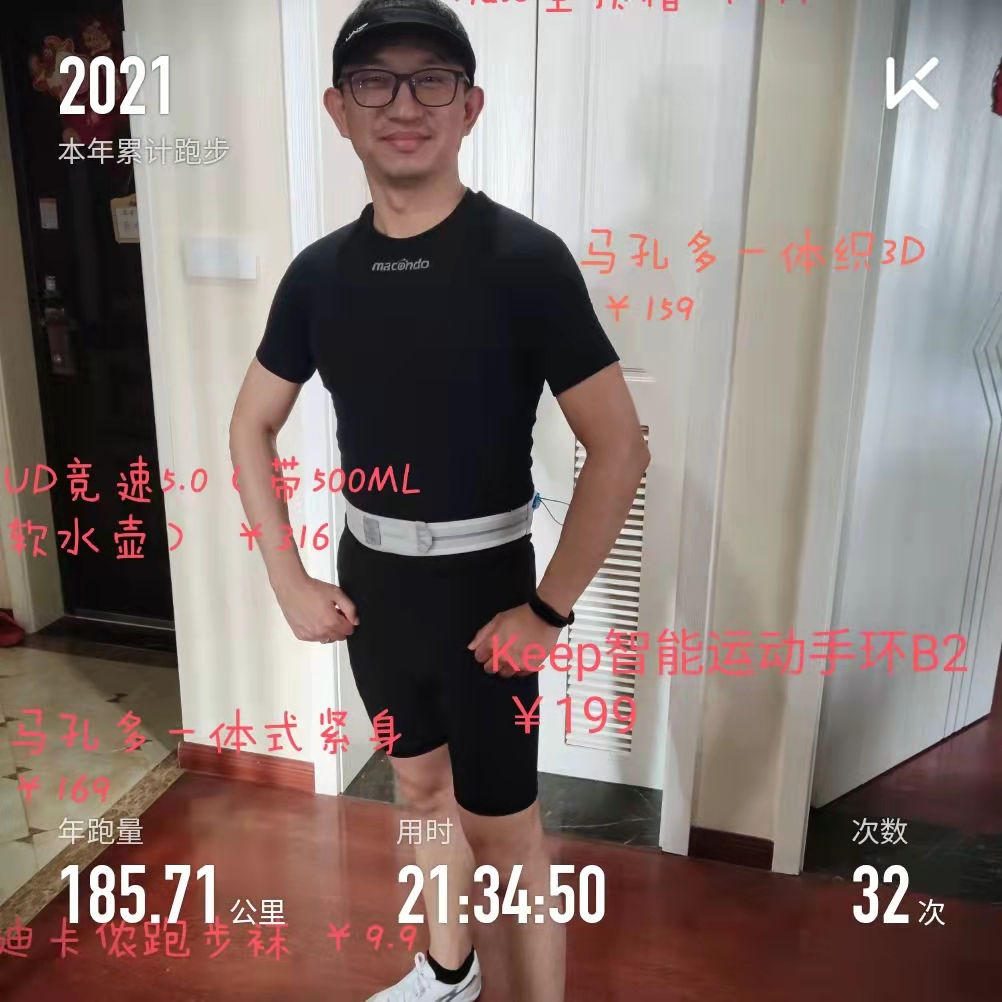 2021
本年累计跑步
macondo
马孔多一体织3D
￥159
UD竞速5.0（带500ML
软水壶） ￥316
Keep智能运动手环B2
￥199
马孔多一体式紧身
￥169
年跑量 用时 次数
185.71公里 21:34:50 32次
迪卡侬跑步袜 ￥9.9